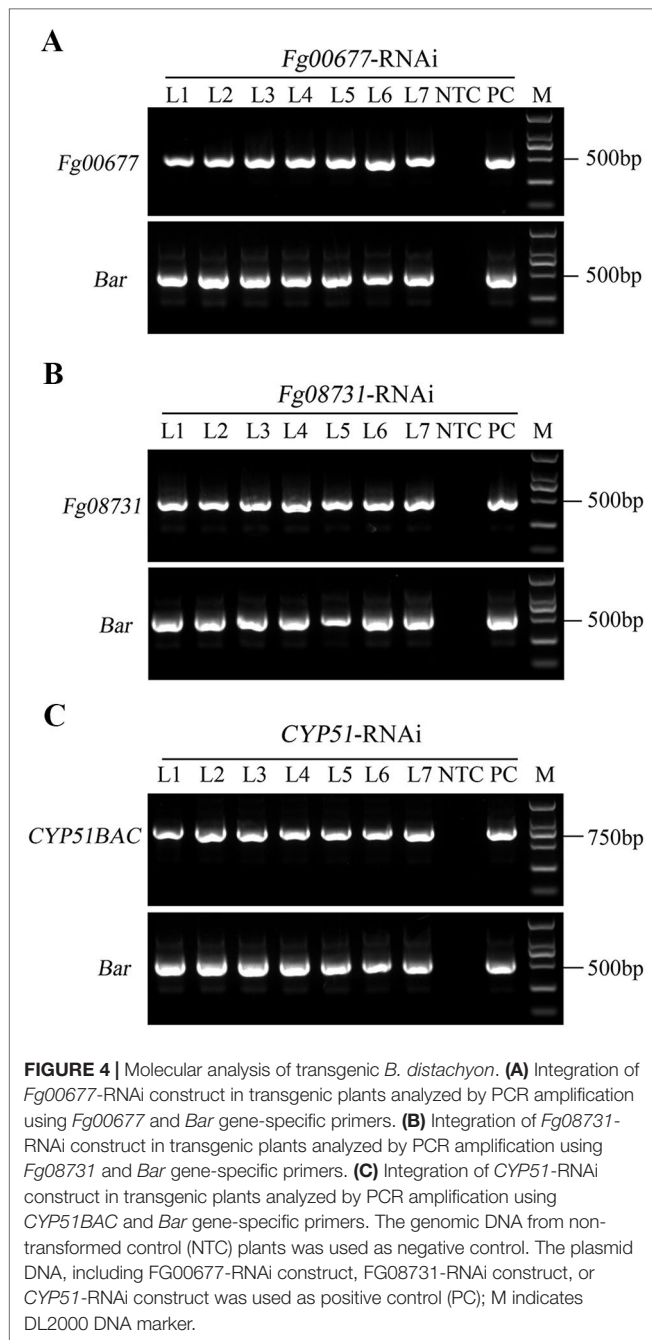 A
Fg00677-RNAi
L1 L2 L3 L4 L5 L6 L7 NTC PC M
Fg00677
500bp
Bar
500bp
B
Fg08731-RNAi
L1 L2 L3 L4 L5 L6 L7 NTC PC M
Fg08731
500bp
Bar
500bp
C
CYP51-RNAi
L1 L2 L3 L4 L5 L6 L7 NTC PC M
CYP51BAC
750bp
Bar
500bp
FIGURE 4 | Molecular analysis of transgenic B. distachyon. (A) Integration of
Fg00677-RNAi construct in transgenic plants analyzed by PCR amplification
using Fg00677 and Bar gene-specific primers. (B) Integration of Fg08731-
RNAi construct in transgenic plants analyzed by PCR amplification using
Fg08731 and Bar gene-specific primers. (C) Integration of CYP51-RNAi
construct in transgenic plants analyzed by PCR amplification using
CYP51BAC and Bar gene-specific primers. The genomic DNA from non-
transformed control (NTC) plants was used as negative control. The plasmid
DNA, including FG00677-RNAi construct, FG08731-RNAi construct, or
CYP51-RNAi construct was used as positive control (PC); M indicates
DL2000 DNA marker.